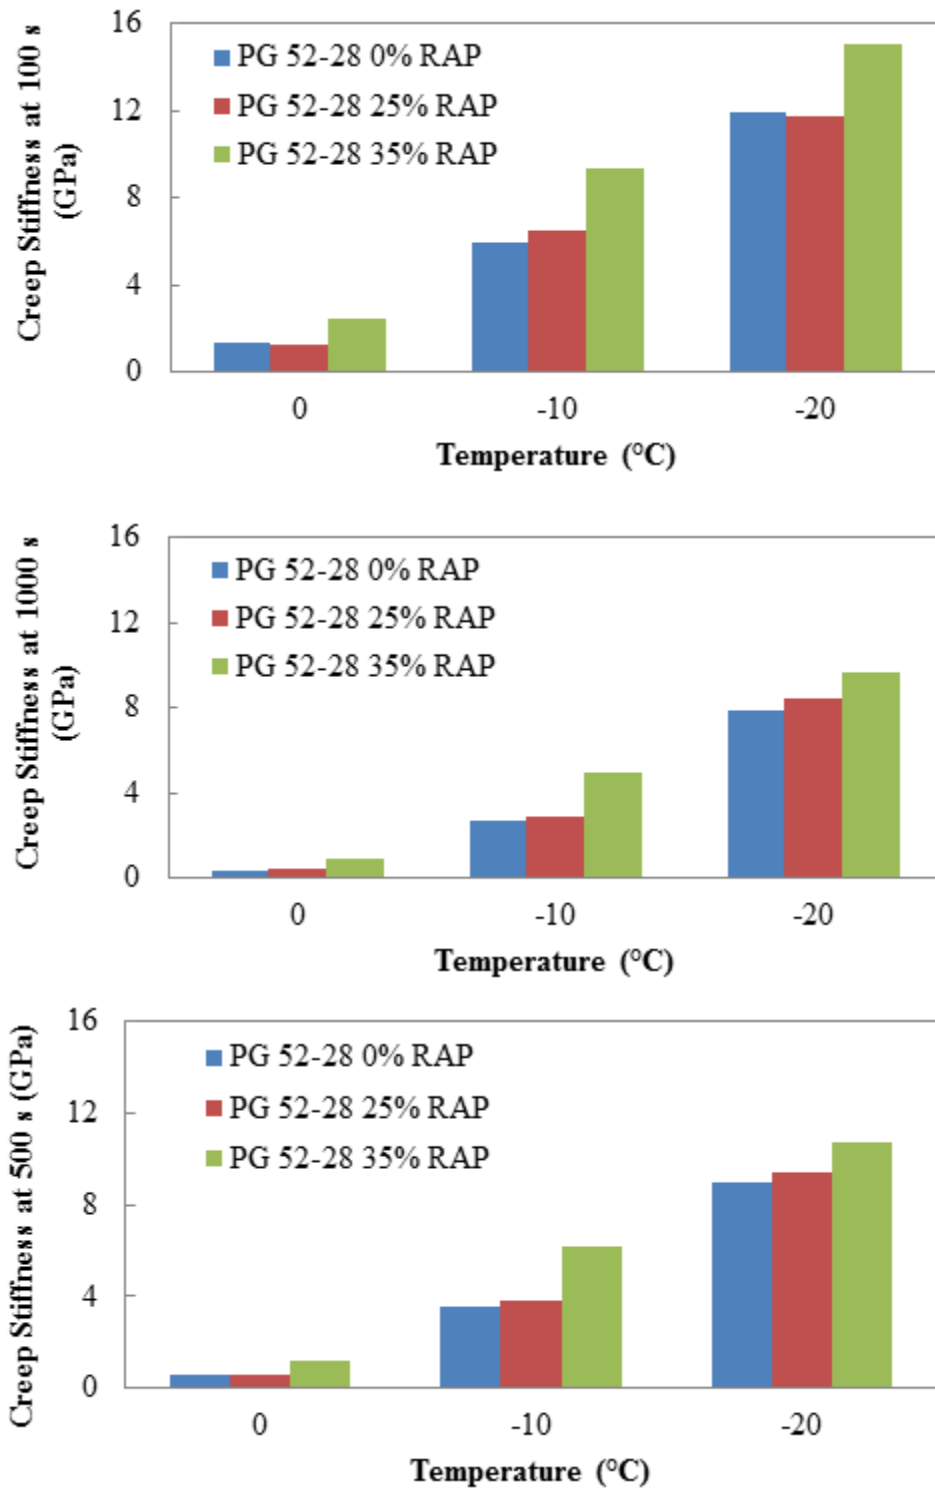 Creep Stiffness at 100 s
(GPa)
16
12
8
4
0
PG 52-28 0% RAP
PG 52-28 25% RAP
PG 52-28 35% RAP
0
-10
-20
Temperature (°C)
Creep Stiffness at 1000 s
(GPa)
16
12
8
4
0
PG 52-28 0% RAP
PG 52-28 25% RAP
PG 52-28 35% RAP
0
-10
-20
Temperature (°C)
Creep Stiffness at 500 s (GPa)
16
12
8
4
0
PG 52-28 0% RAP
PG 52-28 25% RAP
PG 52-28 35% RAP
0
-10
-20
Temperature (°C)